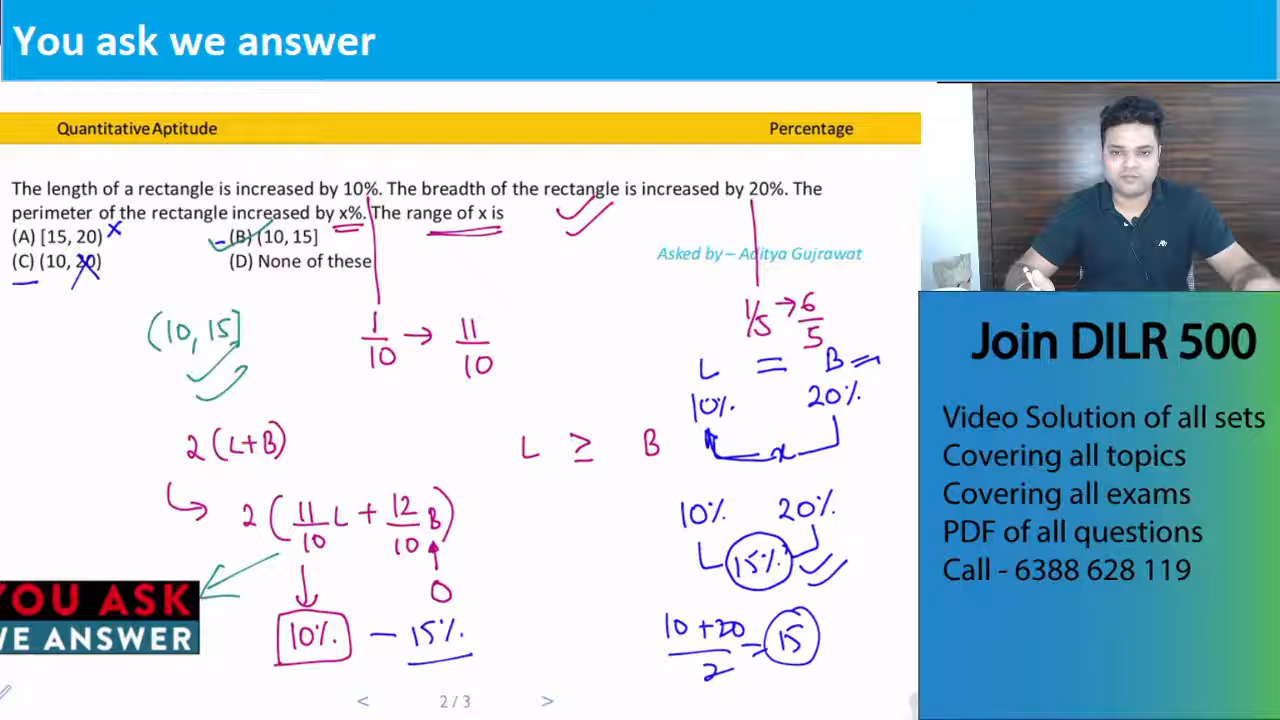 You ask we answer
Quantitative Aptitude
Percentage
The length of a rectangle is increased by 10%. The breadth of the rectangle is increased by 20%. The
perimeter of the rectangle increased by x%. The range of x is
(A) [15, 20) x
(B) (10, 15]
(C) (10, 20)
(D) None of these
Asked by – Aditya Gujrawat
(10, 15]
1/10 → 11/10
1/5 → 6/5
L = B
10% 20%
x
2(L+B)
L ≥ B
2(11/10 L + 12/10 B)
0
10% – 15%
10% 20%
15%
10+20/2 = 15
YOU ASK
WE ANSWER
< 2 / 3 >
Join DILR 500
Video Solution of all sets
Covering all topics
Covering all exams
PDF of all questions
Call - 6388 628 119